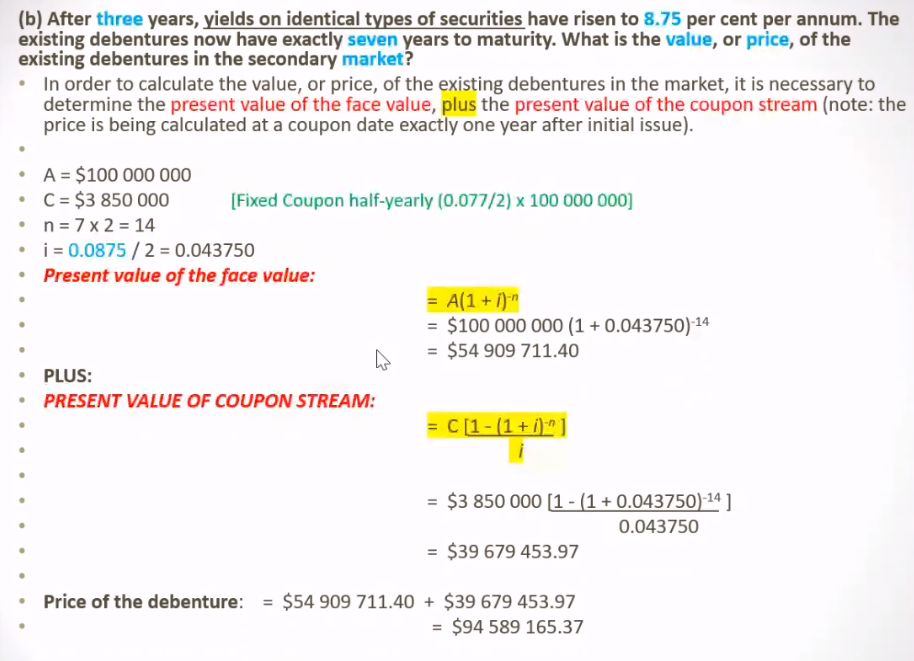 (b) After three years, yields on identical types of securities have risen to 8.75 per cent per annum. The
existing debentures now have exactly seven years to maturity. What is the value, or price, of the
existing debentures in the secondary market?
• In order to calculate the value, or price, of the existing debentures in the market, it is necessary to
determine the present value of the face value, plus the present value of the coupon stream (note: the
price is being calculated at a coupon date exactly one year after initial issue).
•
• A = $100 000 000
• C = $3 850 000 [Fixed Coupon half-yearly (0.077/2) x 100 000 000]
• n = 7 x 2 = 14
• i = 0.0875 / 2 = 0.043750
• Present value of the face value:
• = A(1 + i)⁻ⁿ
• = $100 000 000 (1 + 0.043750)⁻¹⁴
• = $54 909 711.40
• PLUS:
• PRESENT VALUE OF COUPON STREAM:
• = C [1 - (1 + i)⁻ⁿ ]
• i
•
• = $3 850 000 [1 - (1 + 0.043750)⁻¹⁴ ]
• 0.043750
• = $39 679 453.97
•
• Price of the debenture: = $54 909 711.40 + $39 679 453.97
• = $94 589 165.37